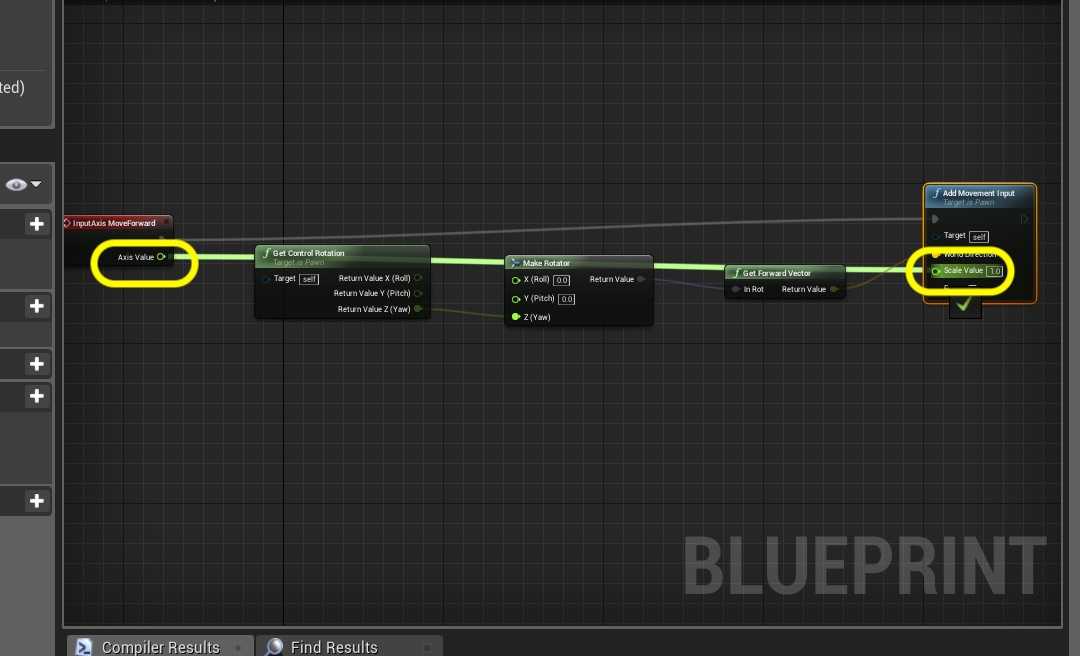 ted)
InputAxis MoveForward
Axis Value
f Get Control Rotation
Target is Pawn
Target self
Return Value X (Roll)
Return Value Y (Pitch)
Return Value Z (Yaw)
Make Rotator
X (Roll) 0.0
Return Value
Y (Pitch) 0.0
Z (Yaw)
f Get Forward Vector
In Rot
Return Value
f Add Movement Input
Target is Pawn
Target self
World Direction
Scale Value 1.0
BLUEPRINT
Compiler Results
Find Results